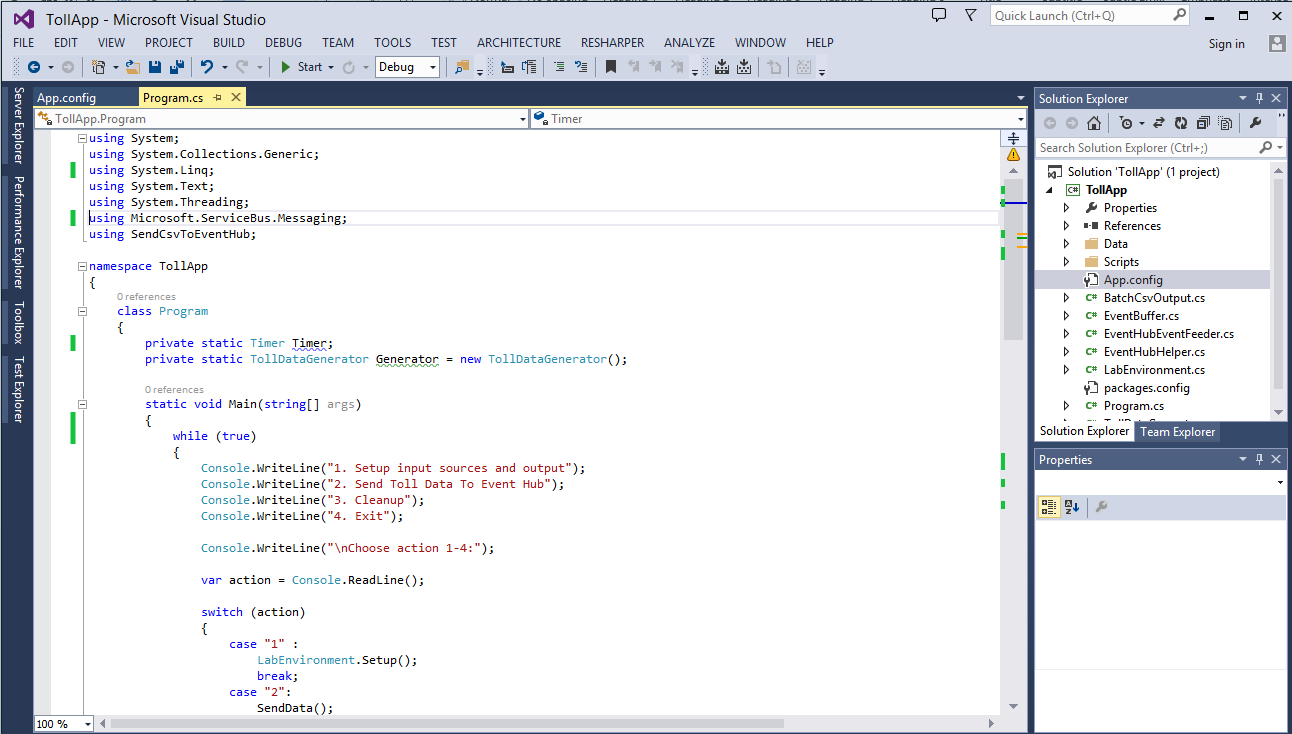 TollApp - Microsoft Visual Studio
Quick Launch (Ctrl+Q)
FILE EDIT VIEW PROJECT BUILD DEBUG TEAM TOOLS TEST ARCHITECTURE RESHARPER ANALYZE WINDOW HELP
Sign in
Start Debug
Server Explorer
Performance Explorer
Toolbox
Test Explorer
App.config Program.cs
TollApp.Program Timer
using System;
using System.Collections.Generic;
using System.Linq;
using System.Text;
using System.Threading;
using Microsoft.ServiceBus.Messaging;
using SendCsvToEventHub;
namespace TollApp
{
0 references
class Program
{
private static Timer Timer;
private static TollDataGenerator Generator = new TollDataGenerator();
0 references
static void Main(string[] args)
{
while (true)
{
Console.WriteLine("1. Setup input sources and output");
Console.WriteLine("2. Send Toll Data To Event Hub");
Console.WriteLine("3. Cleanup");
Console.WriteLine("4. Exit");
Console.WriteLine("\nChoose action 1-4:");
var action = Console.ReadLine();
switch (action)
{
case "1" :
LabEnvironment.Setup();
break;
case "2":
SendData();
100 %
Solution Explorer
Search Solution Explorer (Ctrl+;)
Solution 'TollApp' (1 project)
C# TollApp
Properties
References
Data
Scripts
App.config
C# BatchCsvOutput.cs
C# EventBuffer.cs
C# EventHubEventFeeder.cs
C# EventHubHelper.cs
C# LabEnvironment.cs
packages.config
C# Program.cs
Solution Explorer Team Explorer
Properties